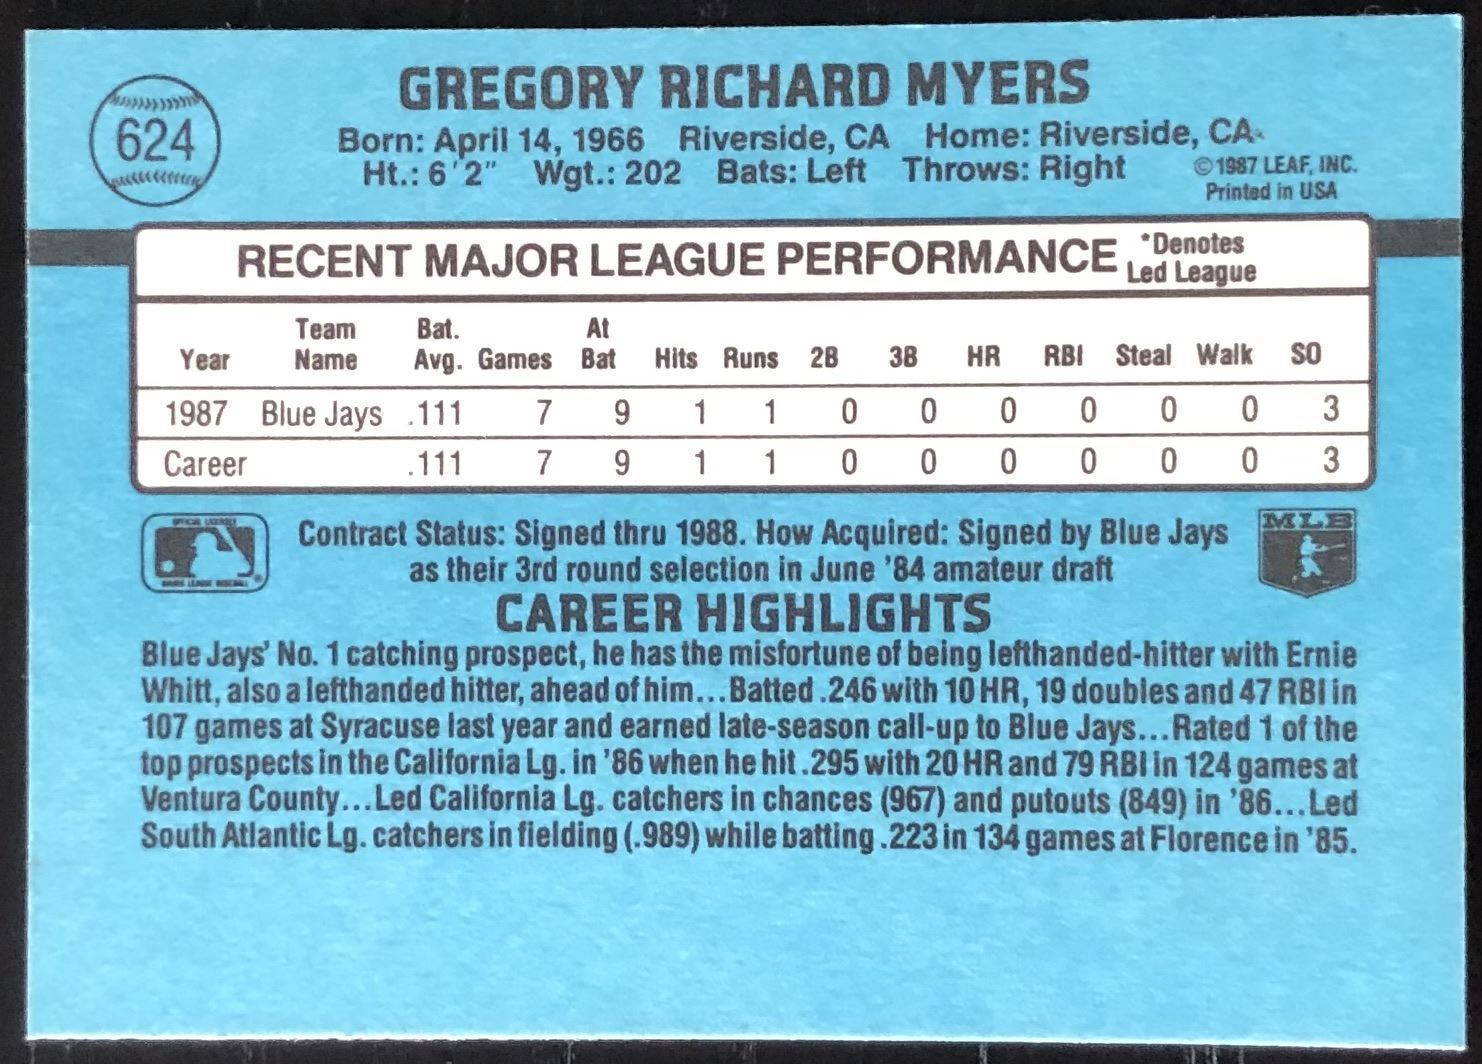 624
GREGORY RICHARD MYERS
Born: April 14, 1966 Riverside, CA Home: Riverside, CA
Ht.: 6'2" Wgt.: 202 Bats: Left Throws: Right
©1987 LEAF, INC.
Printed in USA
RECENT MAJOR LEAGUE PERFORMANCE *Denotes
Led League
Year Team Name Bat. Avg. Games At Bat Hits Runs 2B 3B HR RBI Steal Walk SO
1987 Blue Jays .111 7 9 1 1 0 0 0 0 0 0 3
Career .111 7 9 1 1 0 0 0 0 0 0 3
OFFICIAL LICENSEE
MAJOR LEAGUE BASEBALL
®
Contract Status: Signed thru 1988. How Acquired: Signed by Blue Jays
as their 3rd round selection in June '84 amateur draft
MLB
CAREER HIGHLIGHTS
Blue Jays' No. 1 catching prospect, he has the misfortune of being lefthanded-hitter with Ernie
Whitt, also a lefthanded hitter, ahead of him...Batted .246 with 10 HR, 19 doubles and 47 RBI in
107 games at Syracuse last year and earned late-season call-up to Blue Jays...Rated 1 of the
top prospects in the California Lg. in '86 when he hit .295 with 20 HR and 79 RBI in 124 games at
Ventura County...Led California Lg. catchers in chances (967) and putouts (849) in '86...Led
South Atlantic Lg. catchers in fielding (.989) while batting .223 in 134 games at Florence in '85.